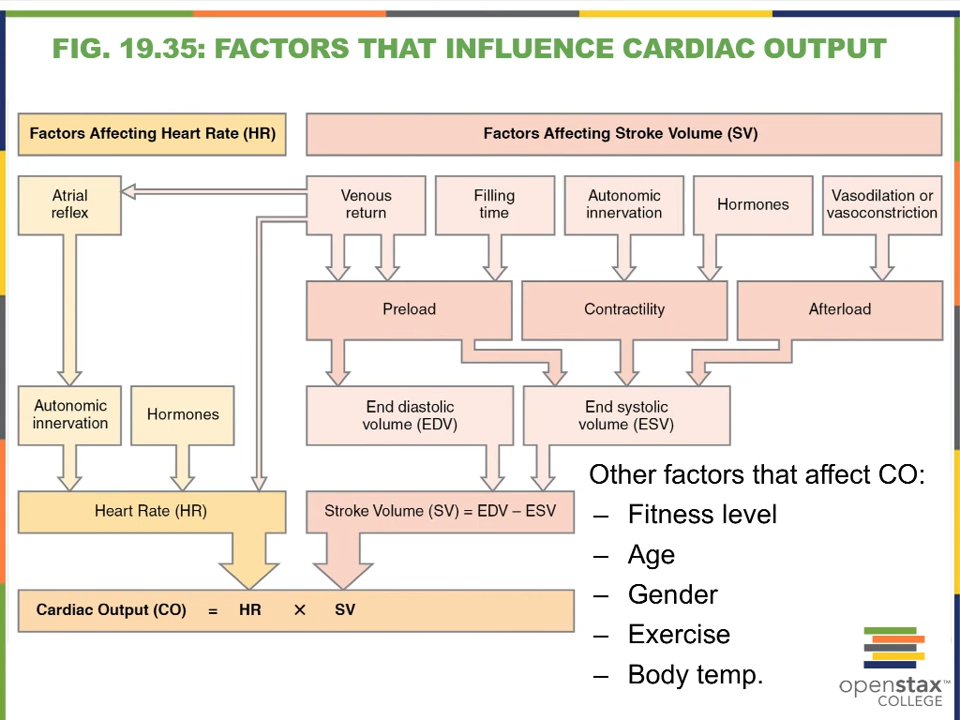 FIG. 19.35: FACTORS THAT INFLUENCE CARDIAC OUTPUT
Factors Affecting Heart Rate (HR)
Factors Affecting Stroke Volume (SV)
Atrial
reflex
Venous
return
Filling
time
Autonomic
innervation
Hormones
Vasodilation or
vasoconstriction
Preload
Contractility
Afterload
Autonomic
innervation
Hormones
End diastolic
volume (EDV)
End systolic
volume (ESV)
Heart Rate (HR)
Stroke Volume (SV) = EDV – ESV
Cardiac Output (CO) = HR × SV
Other factors that affect CO:
– Fitness level
– Age
– Gender
– Exercise
– Body temp.
openstax™
COLLEGE